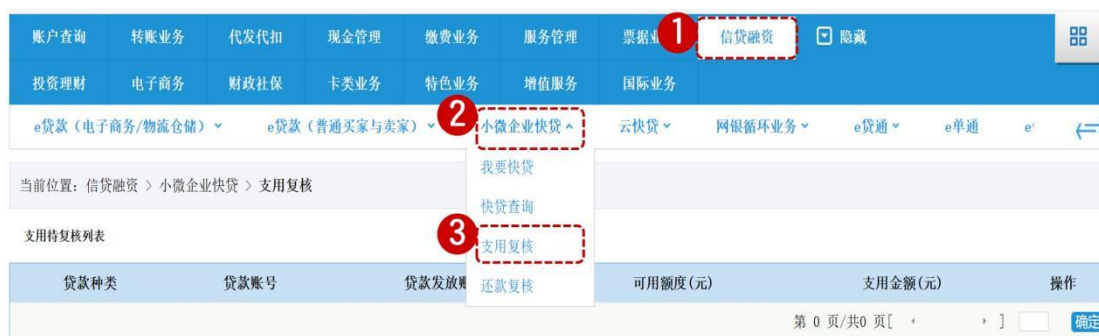 账户查询 转账业务 代发代扣 现金管理 缴费业务 服务管理 票据业 1 信贷融资 隐藏
投资理财 电子商务 财政社保 卡类业务 特色业务 增值服务 国际业务
e贷款（电子商务/物流仓储） e贷款（普通买家与卖家） 2 小微企业快贷 云快贷 网银循环业务 e贷通 e单通 e
我要快贷
当前位置：信贷融资 > 小微企业快贷 > 支用复核
快贷查询
支用待复核列表 3 支用复核
贷款种类 贷款账号 贷款发放账 还款复核 可用额度(元) 支用金额(元) 操作
第 0 页/共0 页[ ] 确定